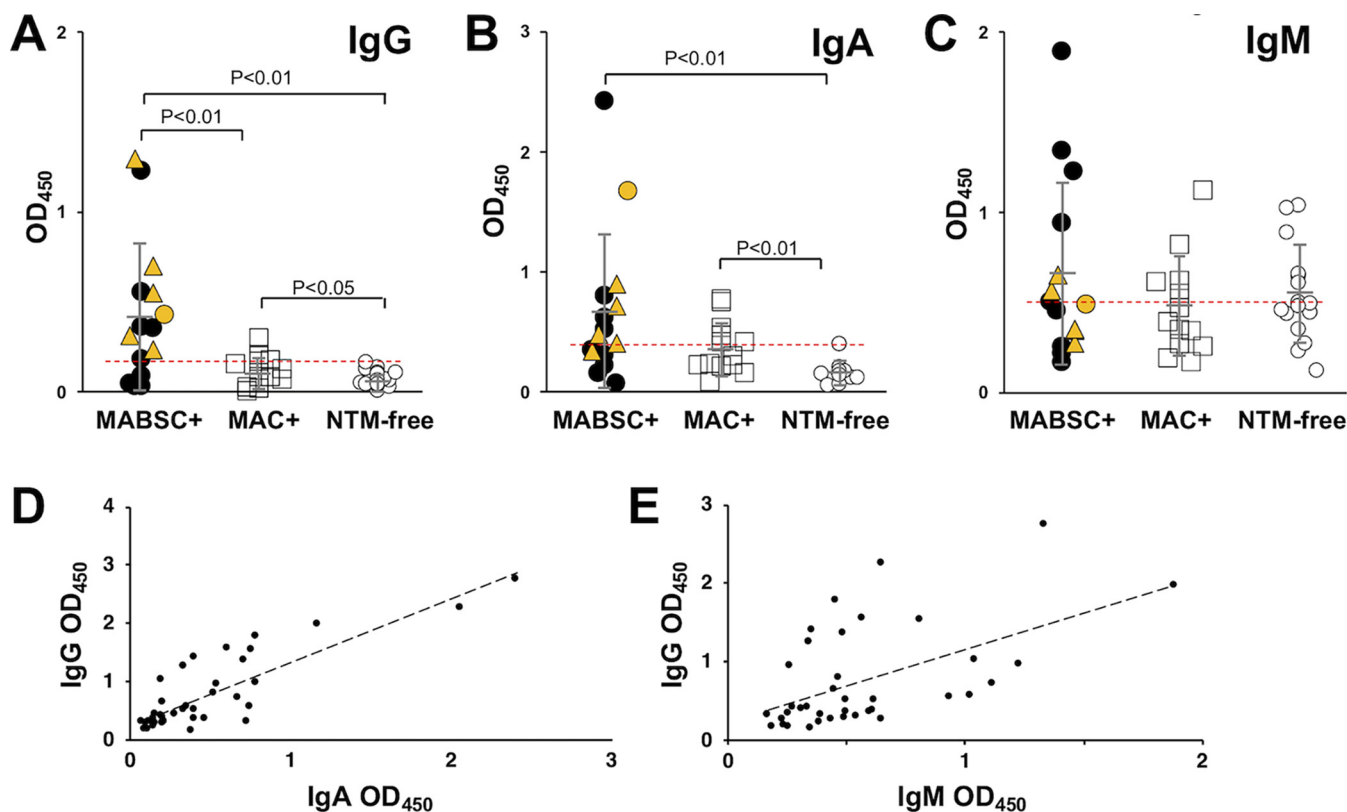 A
IgG
2
1
0
OD450
P<0.01
P<0.01
P<0.05
MABSC+ MAC+ NTM-free
B
IgA
3
2
1
0
OD450
P<0.01
P<0.01
MABSC+ MAC+ NTM-free
C
IgM
2
1
0
OD450
MABSC+ MAC+ NTM-free
D
4
3
2
1
0
IgG OD450
0 1 2 3
IgA OD450
E
3
2
1
0
IgG OD450
0 1 2
IgM OD450